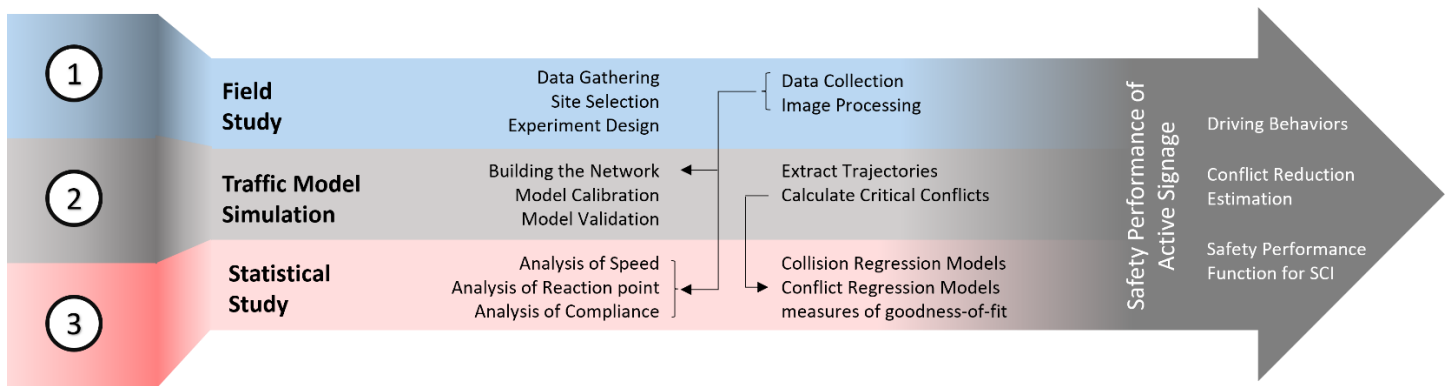 1
Field
Study
Data Gathering
Site Selection
Experiment Design
Data Collection
Image Processing
2
Traffic Model
Simulation
Building the Network
Model Calibration
Model Validation
Extract Trajectories
Calculate Critical Conflicts
3
Statistical
Study
Analysis of Speed
Analysis of Reaction point
Analysis of Compliance
Collision Regression Models
Conflict Regression Models
measures of goodness-of-fit
Safety Performance of
Active Signage
Driving Behaviors
Conflict Reduction
Estimation
Safety Performance
Function for SCI